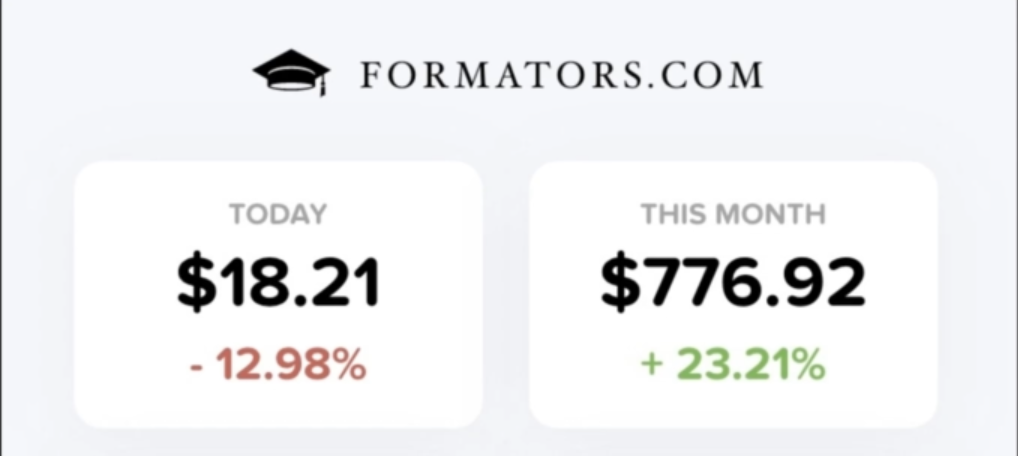 FORMATORS.COM
TODAY
$18.21
- 12.98%
THIS MONTH
$776.92
+ 23.21%